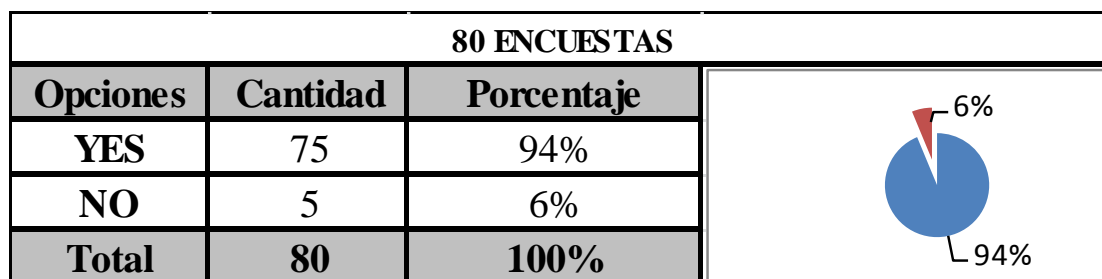 80 ENCUESTAS
Opciones Cantidad Porcentaje
YES 75 94%
NO 5 6%
Total 80 100%
6%
94%